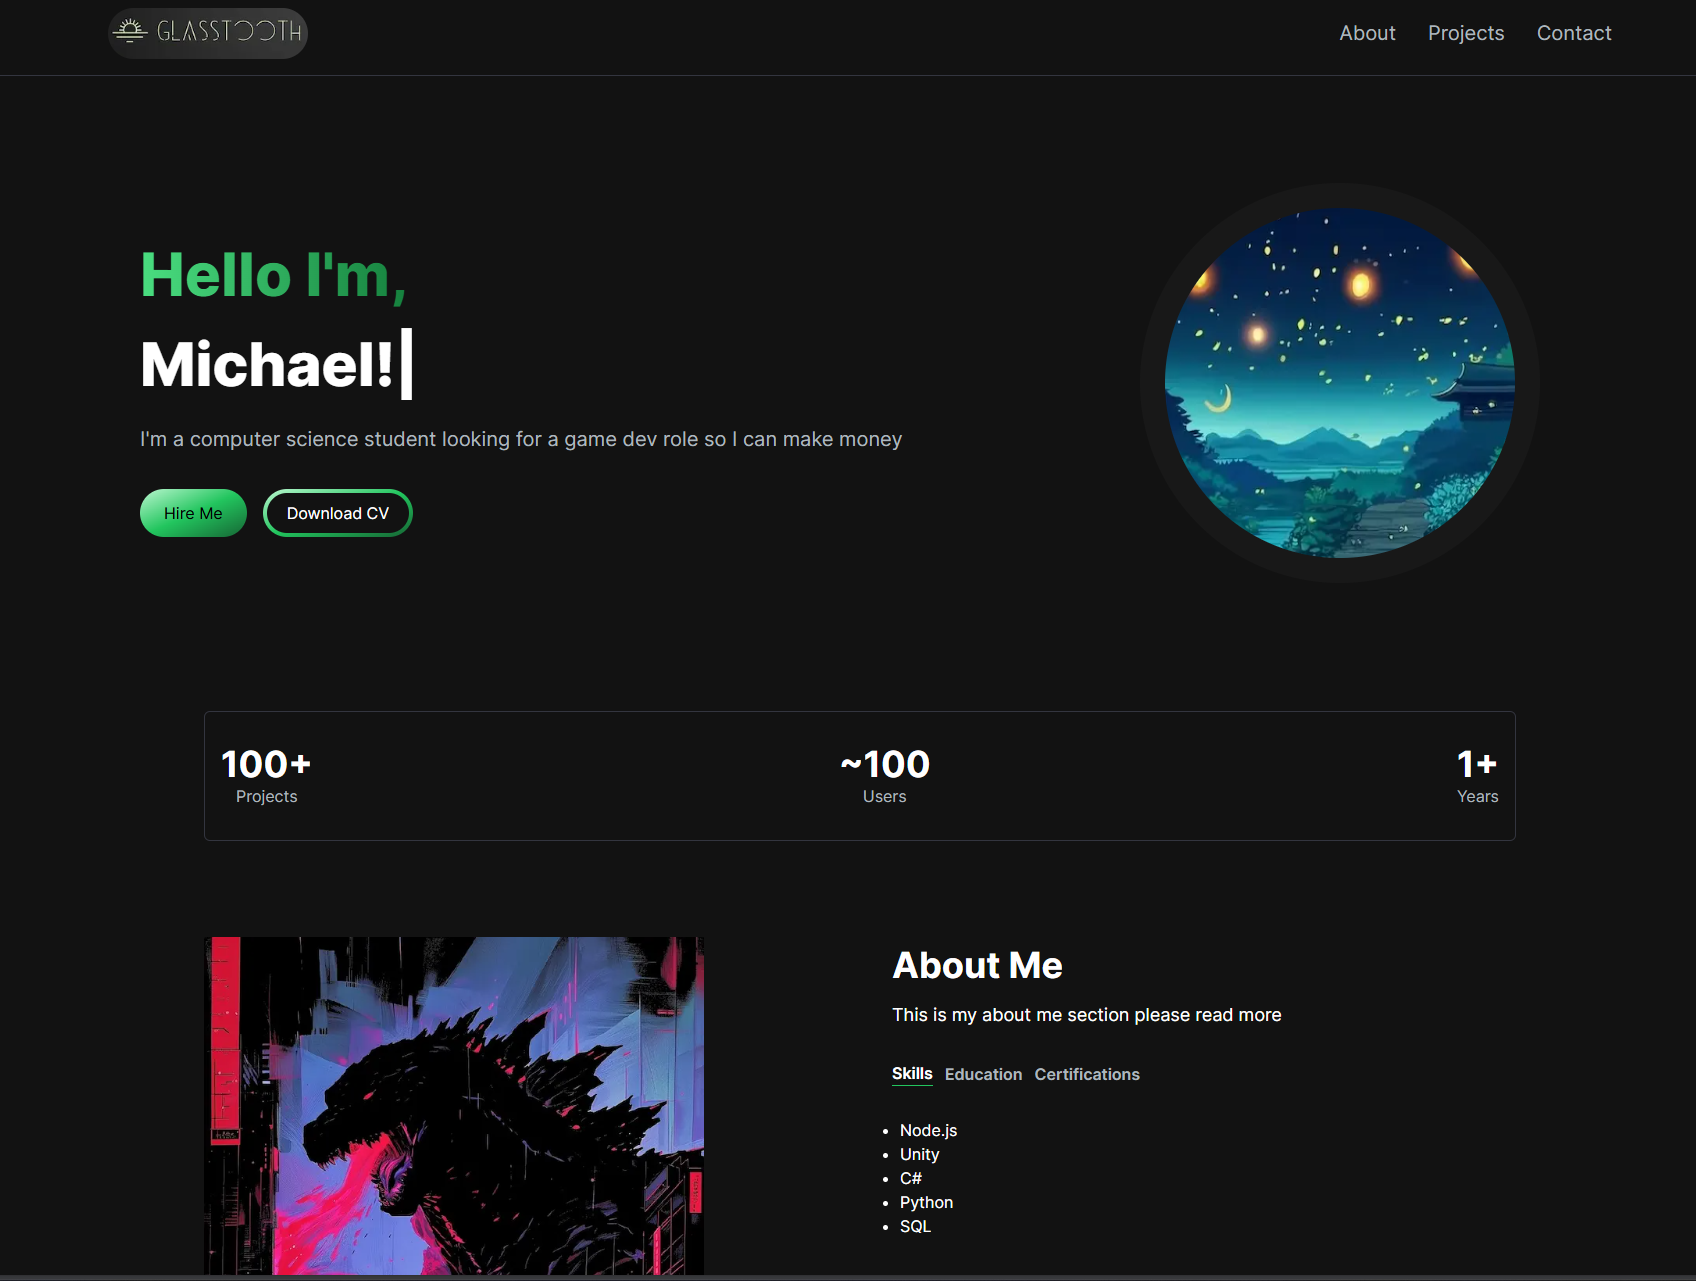 GLASSTOOTH
About Projects Contact
Hello I'm,
Michael!
I'm a computer science student looking for a game dev role so I can make money
Hire Me Download CV
100+ ~100 1+
Projects Users Years
About Me
This is my about me section please read more
Skills Education Certifications
Node.js
Unity
C#
Python
SQL